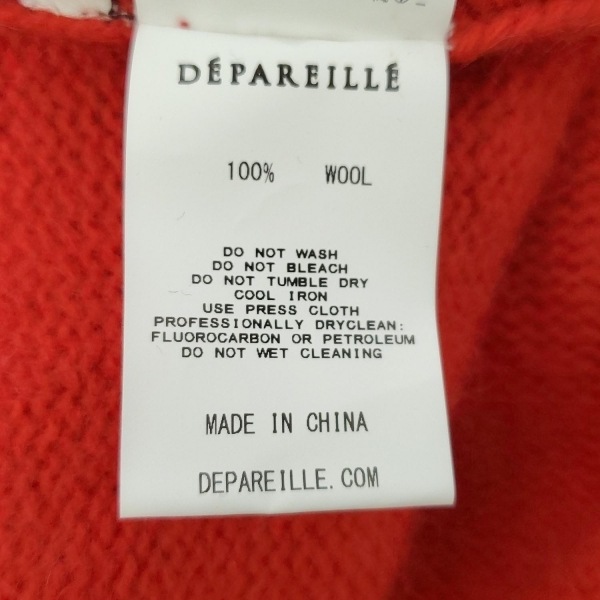 DÉPAREILLÉ
100% WOOL
DO NOT WASH
DO NOT BLEACH
DO NOT TUMBLE DRY
COOL IRON
USE PRESS CLOTH
PROFESSIONALLY DRYCLEAN:
FLUOROCARBON OR PETROLEUM
DO NOT WET CLEANING
MADE IN CHINA
DEPAREILLE.COM